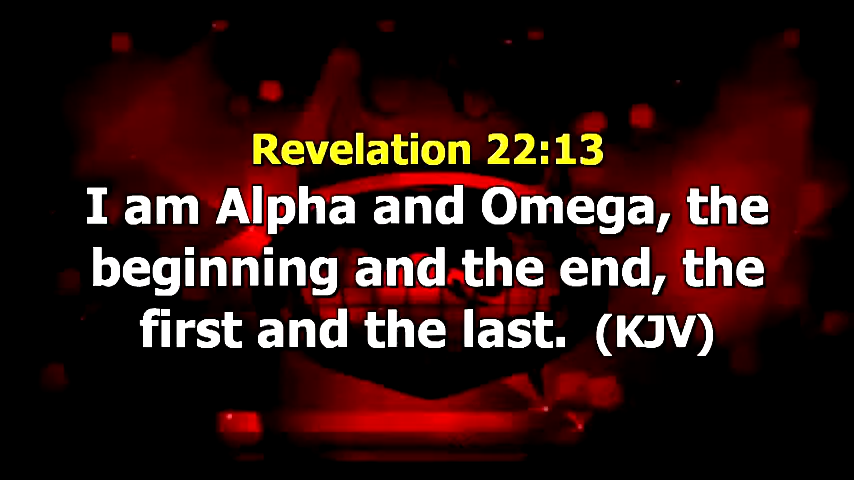 Revelation 22:13
I am Alpha and Omega, the
beginning and the end, the
first and the last. (KJV)